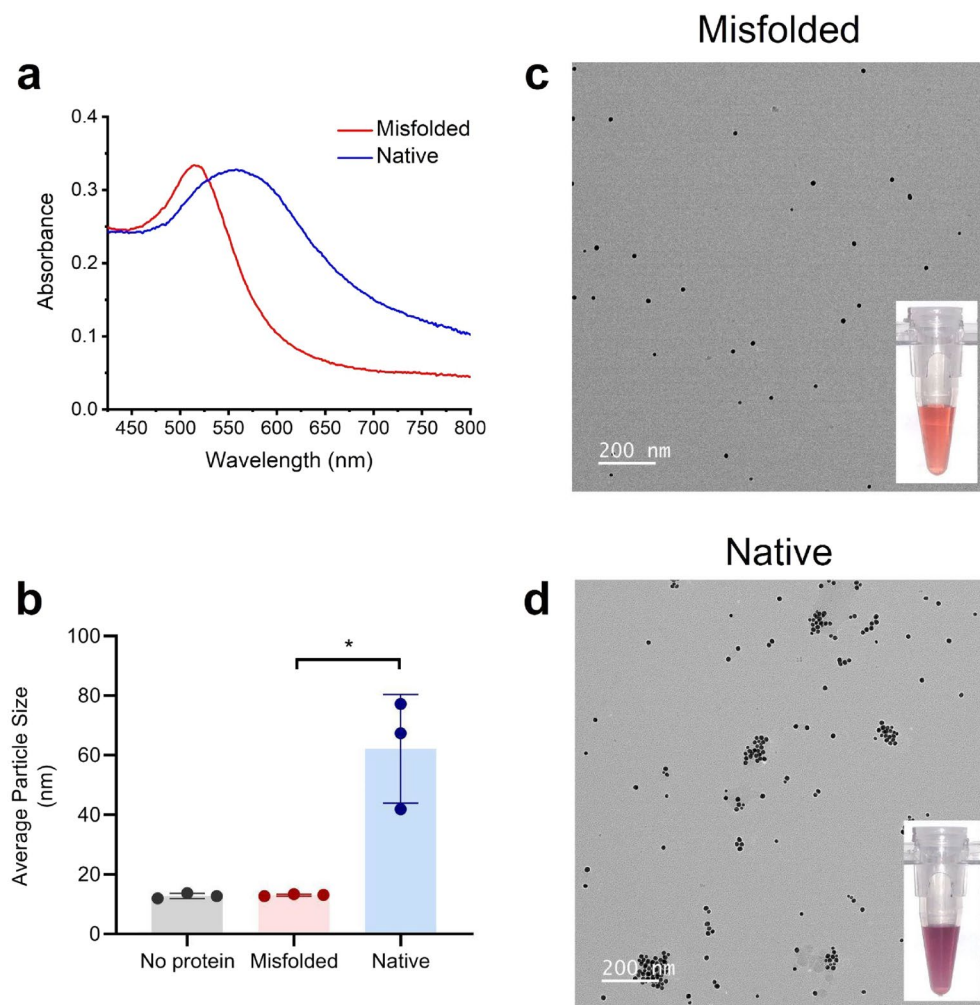 a
Misfolded
Native
0.4
0.3
0.2
0.1
0.0
Absorbance
450 500 550 600 650 700 750 800
Wavelength (nm)
b
100
80
60
40
20
0
Average Particle Size
(nm)
*
No protein Misfolded Native
Misfolded
c
200 nm
Native
d
200 nm